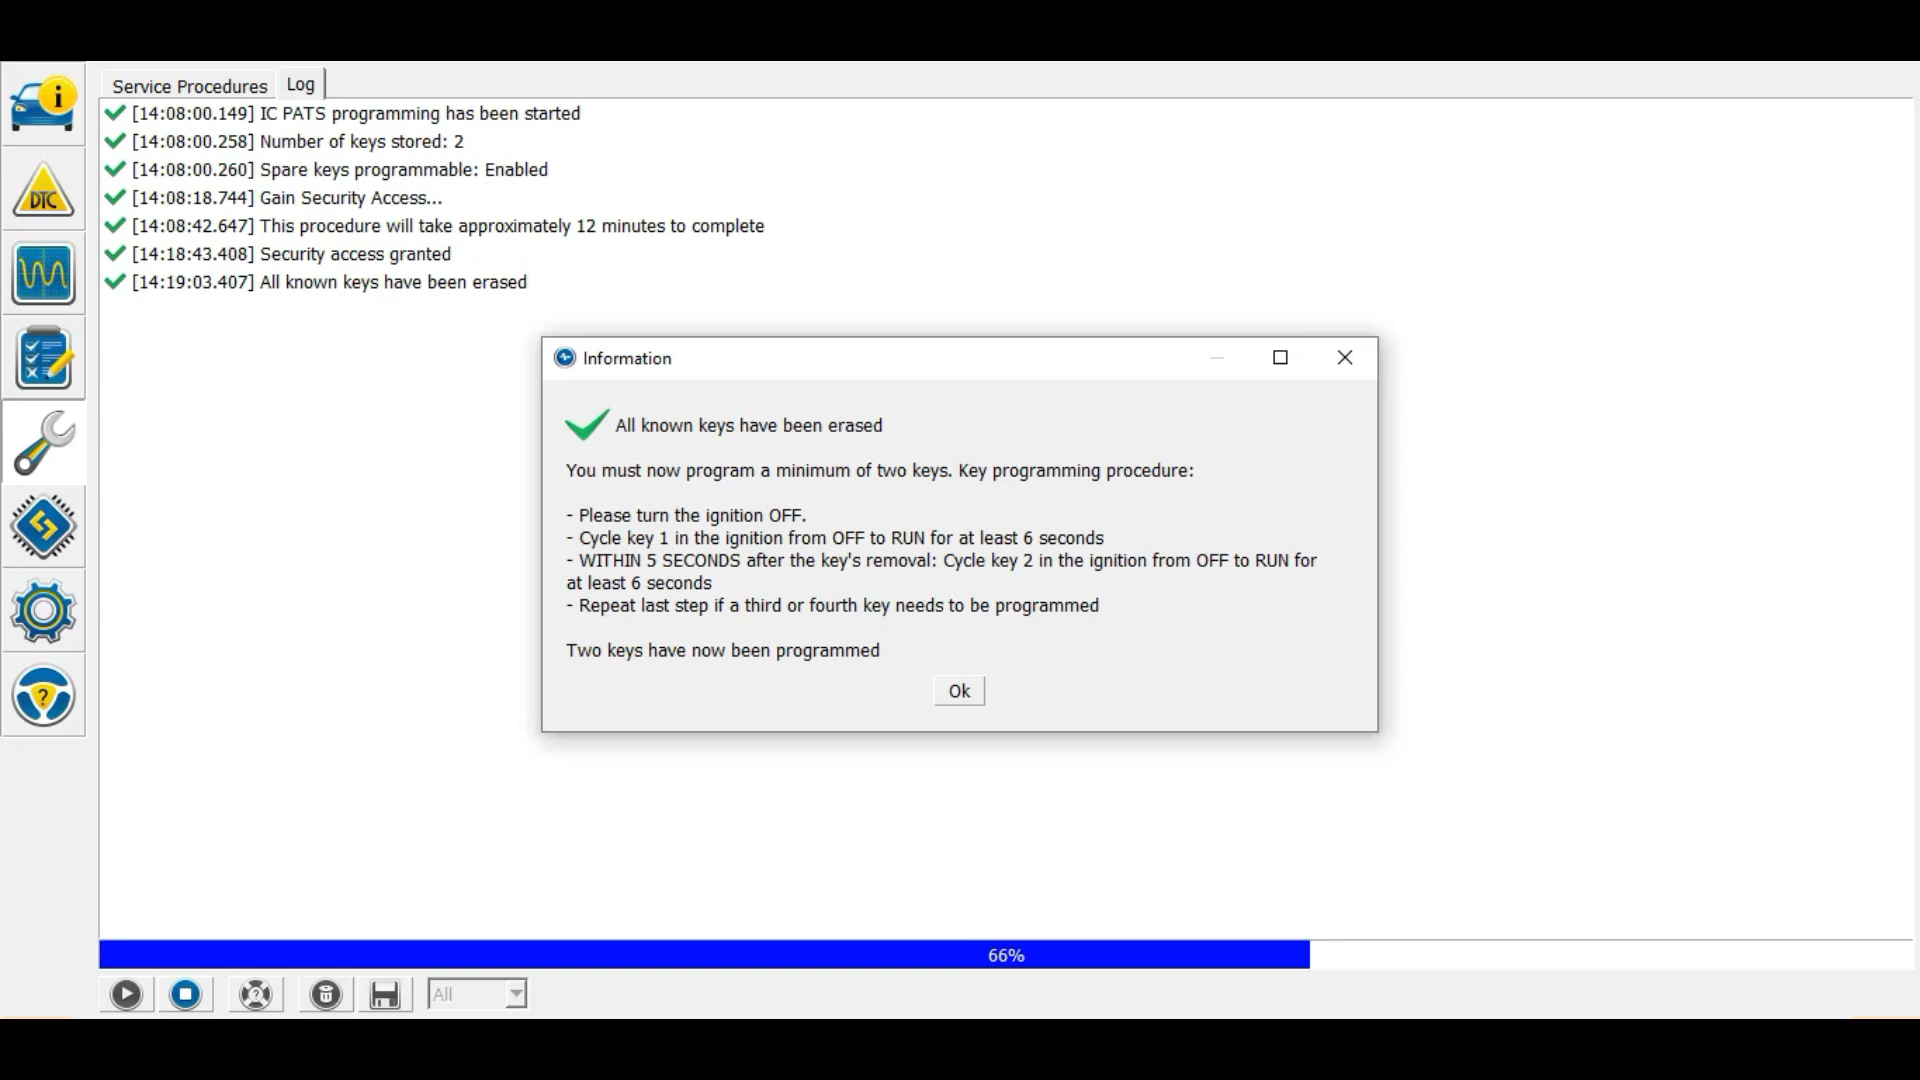 Service Procedures
Log
[14:08:00.149] IC PATS programming has been started
[14:08:00.258] Number of keys stored: 2
[14:08:00.260] Spare keys programmable: Enabled
[14:08:18.744] Gain Security Access...
[14:08:42.647] This procedure will take approximately 12 minutes to complete
[14:18:43.408] Security access granted
[14:19:03.407] All known keys have been erased
i
DTC
?
Information
All known keys have been erased
You must now program a minimum of two keys. Key programming procedure:
- Please turn the ignition OFF.
- Cycle key 1 in the ignition from OFF to RUN for at least 6 seconds
- WITHIN 5 SECONDS after the key's removal: Cycle key 2 in the ignition from OFF to RUN for
at least 6 seconds
- Repeat last step if a third or fourth key needs to be programmed
Two keys have now been programmed
Ok
66%
?
All